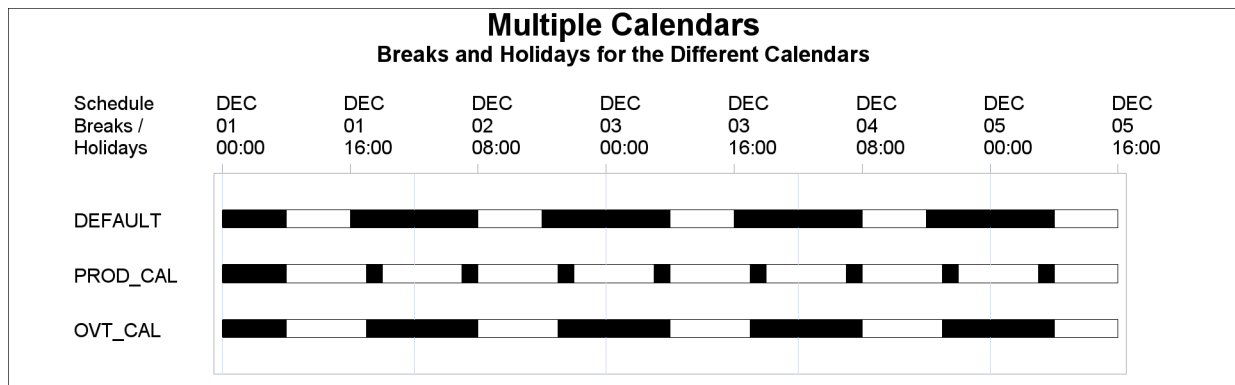 Multiple Calendars
Breaks and Holidays for the Different Calendars
Schedule DEC DEC DEC DEC DEC DEC DEC DEC
Breaks / 01 01 02 03 03 04 05 05
Holidays 00:00 16:00 08:00 00:00 16:00 08:00 00:00 16:00
DEFAULT
PROD_CAL
OVT_CAL